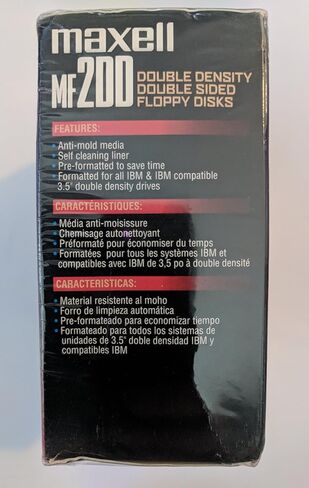 maxell
MF2DD DOUBLE DENSITY
DOUBLE SIDED
FLOPPY DISKS
FEATURES:
• Anti-mold media
• Self cleaning liner
• Pre-formatted to save time
• Formatted for all IBM & IBM compatible
3.5" double density drives
CARACTÉRISTIQUES:
• Média anti-moisissure
• Chemisage autonettoyant
• Préformaté pour économiser du temps
• Formatées pour tous les systèmes IBM et
compatibles avec IBM de 3,5 po à double densité
CARACTERISTICAS:
• Material resistente al moho
• Forro de limpieza automática
• Pre-formateado para economizar tiempo
• Formateado para todos los sistemas de
unidades de 3.5" doble densidad IBM y
compatibles IBM